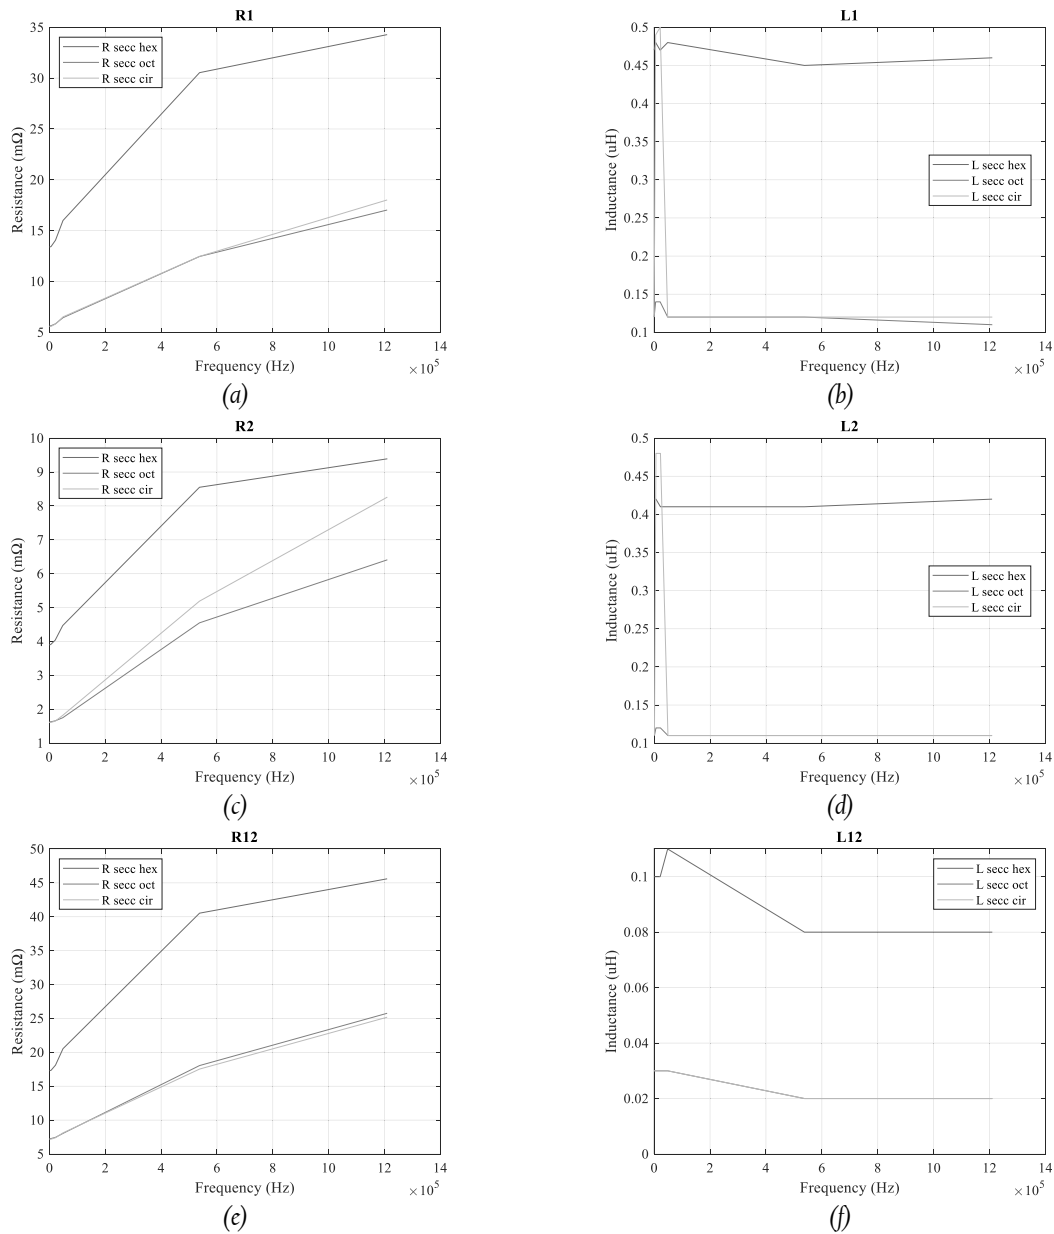 R1
35
30
25
20
15
10
5
Resistance (mΩ)
R secc hex
R secc oct
R secc cir
0 2 4 6 8 10 12 14
Frequency (Hz)
×10⁵
(a)
L1
0.5
0.45
0.4
0.35
0.3
0.25
0.2
0.15
0.1
Inductance (uH)
L secc hex
L secc oct
L secc cir
0 2 4 6 8 10 12 14
Frequency (Hz)
×10⁵
(b)
R2
10
9
8
7
6
5
4
3
2
1
Resistance (mΩ)
R secc hex
R secc oct
R secc cir
0 2 4 6 8 10 12 14
Frequency (Hz)
×10⁵
(c)
L2
0.5
0.45
0.4
0.35
0.3
0.25
0.2
0.15
0.1
Inductance (uH)
L secc hex
L secc oct
L secc cir
0 2 4 6 8 10 12 14
Frequency (Hz)
×10⁵
(d)
R12
50
45
40
35
30
25
20
15
10
5
Resistance (mΩ)
R secc hex
R secc oct
R secc cir
0 2 4 6 8 10 12 14
Frequency (Hz)
×10⁵
(e)
L12
0.1
0.08
0.06
0.04
0.02
0
Inductance (uH)
L secc hex
L secc oct
L secc cir
0 2 4 6 8 10 12 14
Frequency (Hz)
×10⁵
(f)